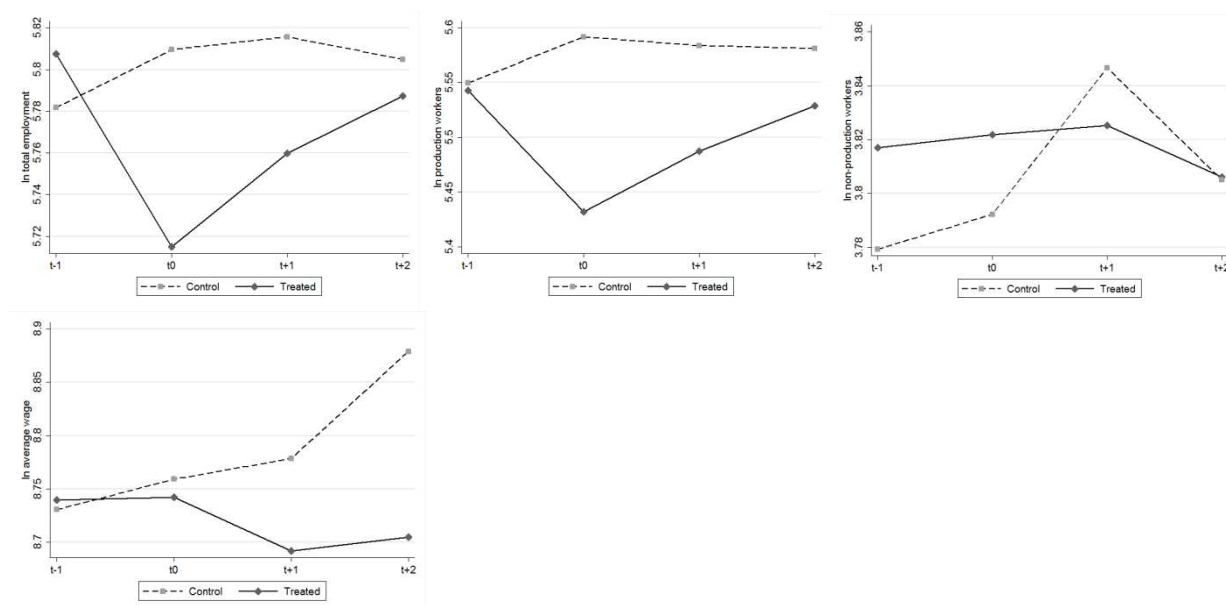 ln total employment
5.82
5.8
5.78
5.76
5.74
5.72
t-1 t0 t+1 t+2
Control Treated
ln production workers
5.6
5.55
5.5
5.45
5.4
t-1 t0 t+1 t+2
Control Treated
ln non-production workers
3.86
3.84
3.82
3.8
3.78
t-1 t0 t+1 t+2
Control Treated
ln average wage
8.9
8.85
8.8
8.75
8.7
t-1 t0 t+1 t+2
Control Treated